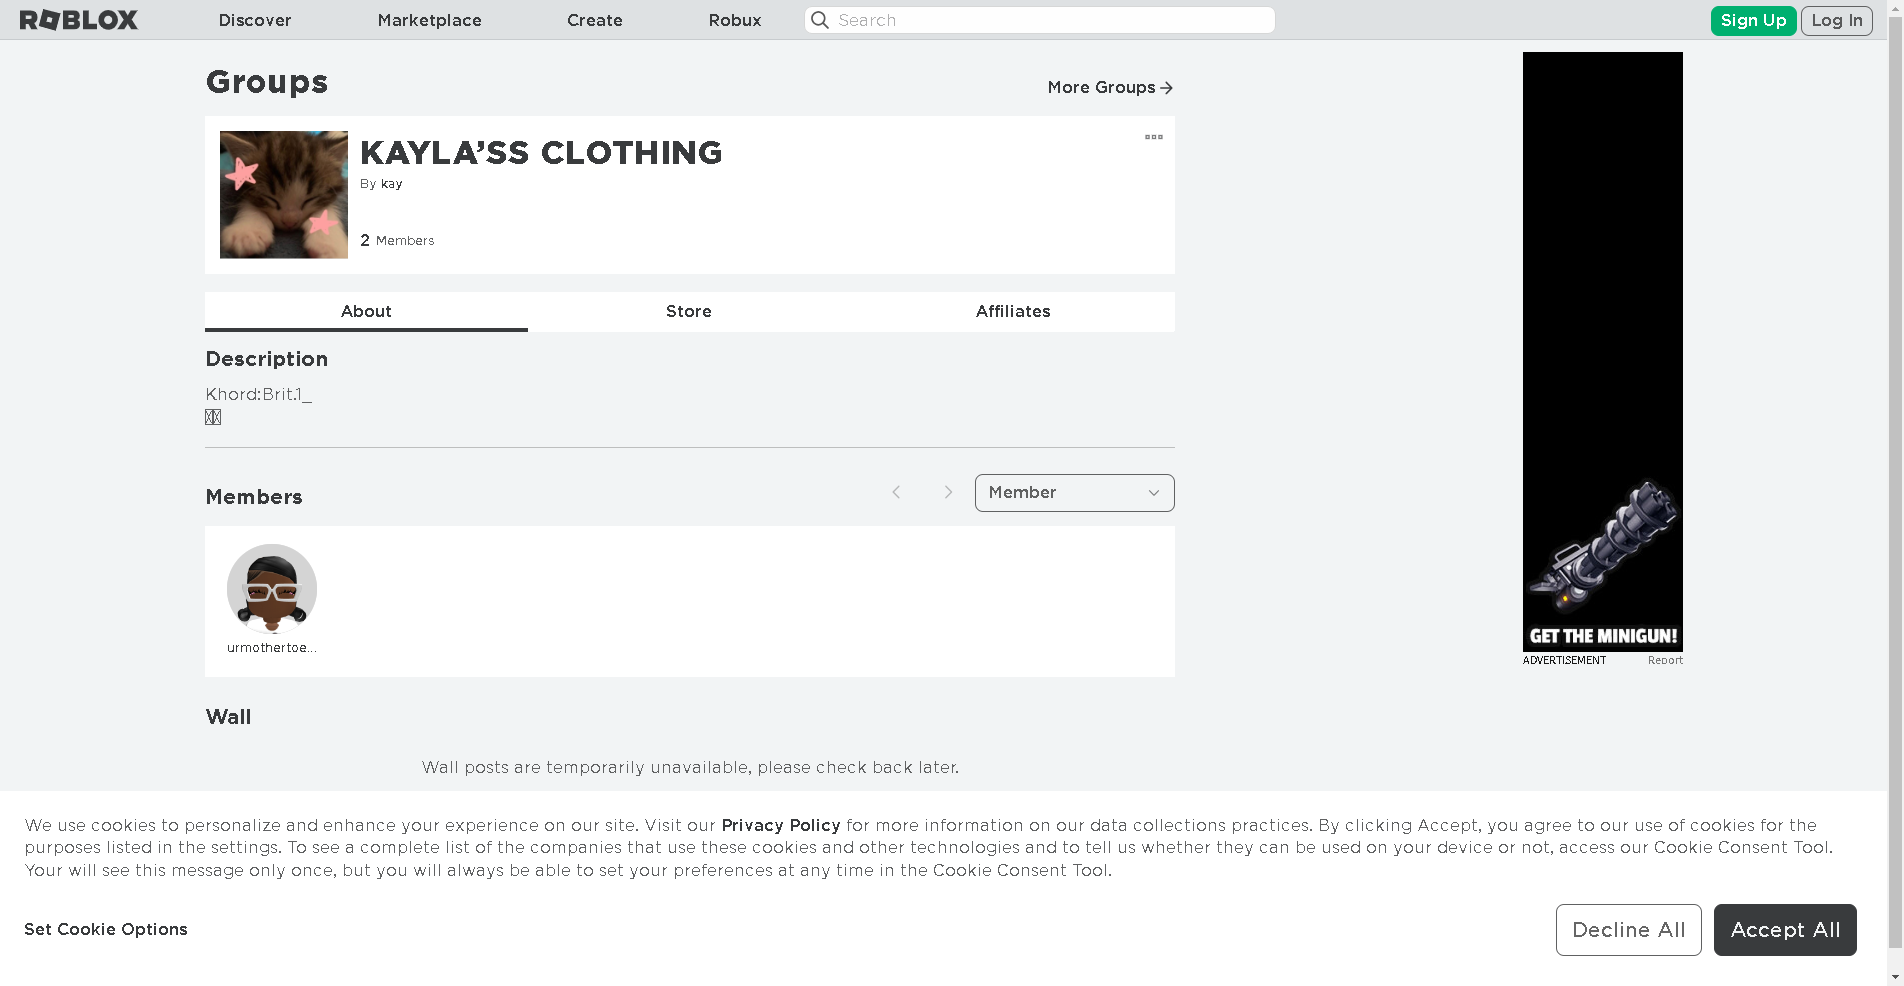 ROBLOX
Discover
Marketplace
Create
Robux
Search
Sign Up
Log In
Groups
More Groups
KAYLA’SS CLOTHING
By kay
2 Members
About
Store
Affiliates
Description
Khord:Brit.1_
Members
Member
urmothertoe...
Wall
Wall posts are temporarily unavailable, please check back later.
GET THE MINIGUN!
ADVERTISEMENT
Report
We use cookies to personalize and enhance your experience on our site. Visit our Privacy Policy for more information on our data collections practices. By clicking Accept, you agree to our use of cookies for the
purposes listed in the settings. To see a complete list of the companies that use these cookies and other technologies and to tell us whether they can be used on your device or not, access our Cookie Consent Tool.
Your will see this message only once, but you will always be able to set your preferences at any time in the Cookie Consent Tool.
Set Cookie Options
Decline All
Accept All